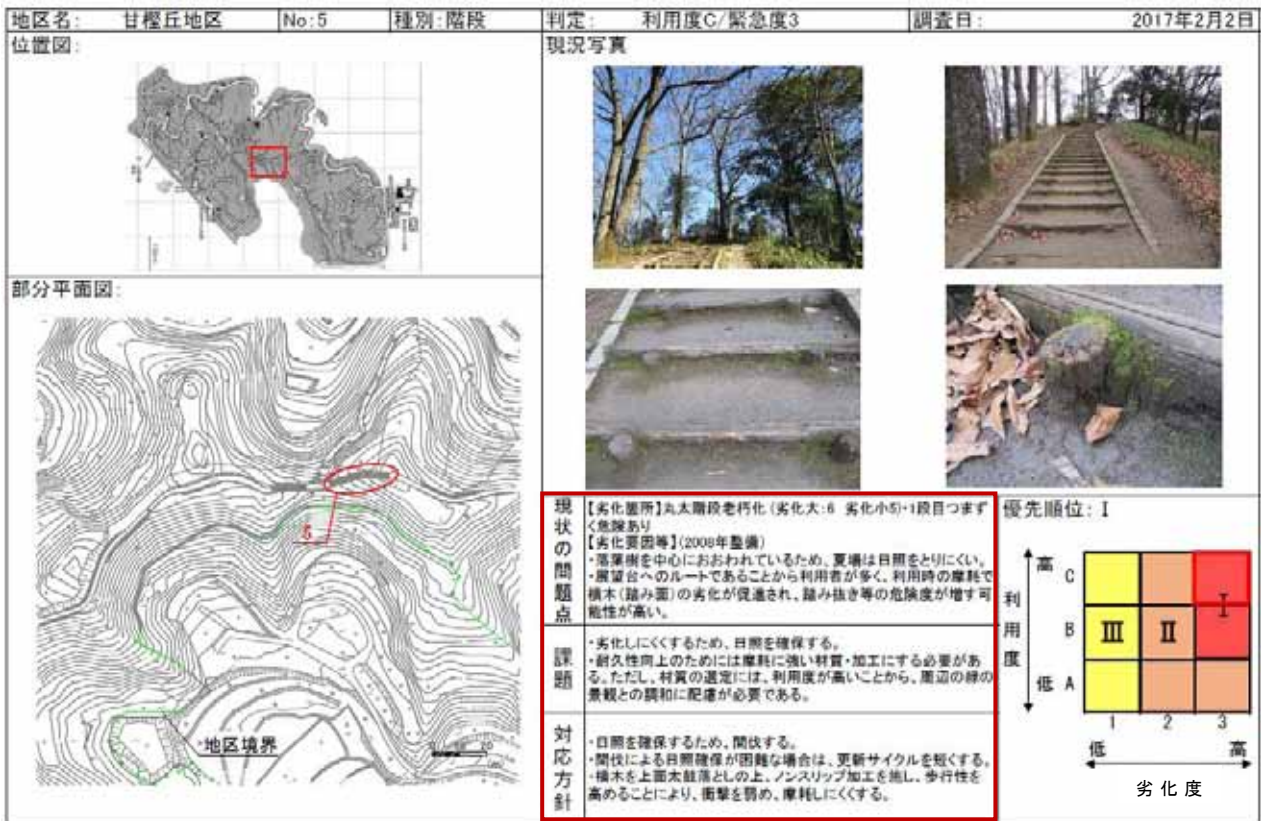 地区名: 甘樫丘地区 No:5 種別:階段 判定: 利用度C/緊急度3 調査日: 2017年2月2日
位置図:
現況写真
部分平面図:
5
地区境界
現状の問題点
【劣化箇所】丸太階段老朽化(劣化大:6 劣化小5)・1段目つまず
く危険あり
【劣化要因等】(2008年整備)
・落葉樹を中心におおわれているため、夏場は日照をとりにくい。
・展望台へのルートであることから利用者が多く、利用時の摩耗で
横木(踏み面)の劣化が促進され、踏み抜き等の危険度が増す可
能性が高い。
課題
・劣化しにくくするため、日照を確保する。
・耐久性向上のためには摩耗に強い材質・加工にする必要があ
る。ただし、材質の選定には、利用度が高いことから、周辺の緑の
景観との調和に配慮が必要である。
対応方針
・日照を確保するため、間伐する。
・間伐による日照確保が困難な場合は、更新サイクルを短くする。
・横木を上面太鼓落としの上、ノンスリップ加工を施し、歩行性を
高めることにより、衝撃を弱め、摩耗しにくくする。
優先順位: I
高 C
利用度
B III II I
低 A
1 2 3
低 高
劣化度